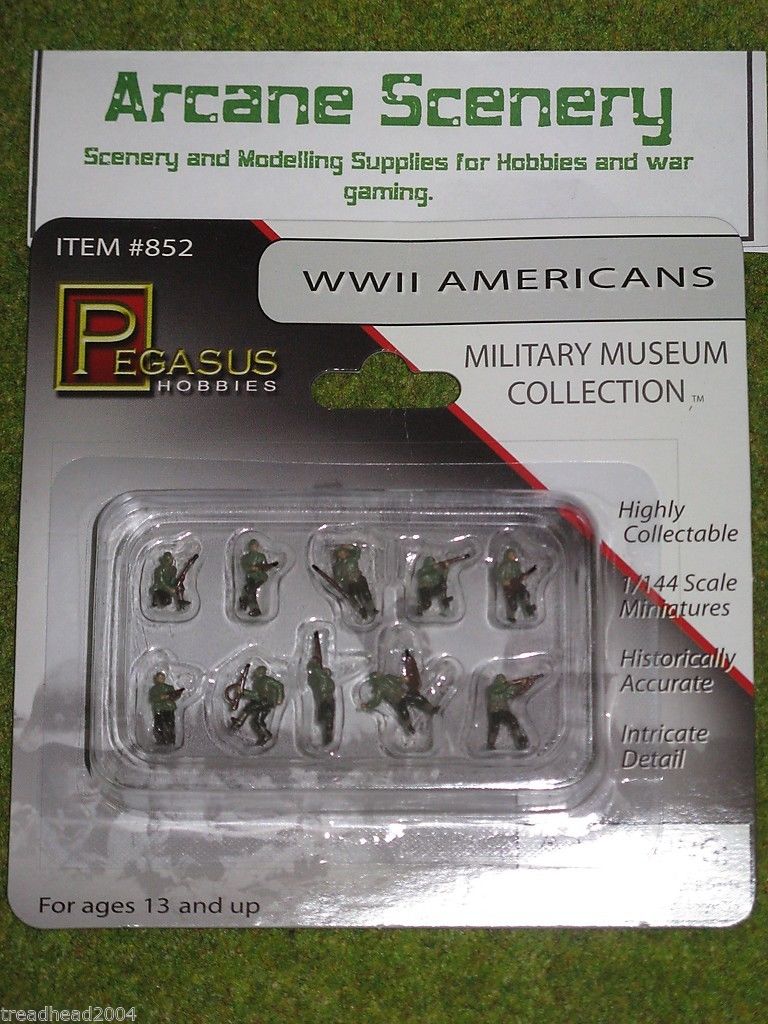 Arcane Scenery
Scenery and Modelling Supplies for Hobbies and war
gaming.
ITEM #852
WWII AMERICANS
PEGASUS
HOBBIES
MILITARY MUSEUM
COLLECTION™
Highly
Collectable
1/144 Scale
Miniatures
Historically
Accurate
Intricate
Detail
For ages 13 and up
treadhead2004